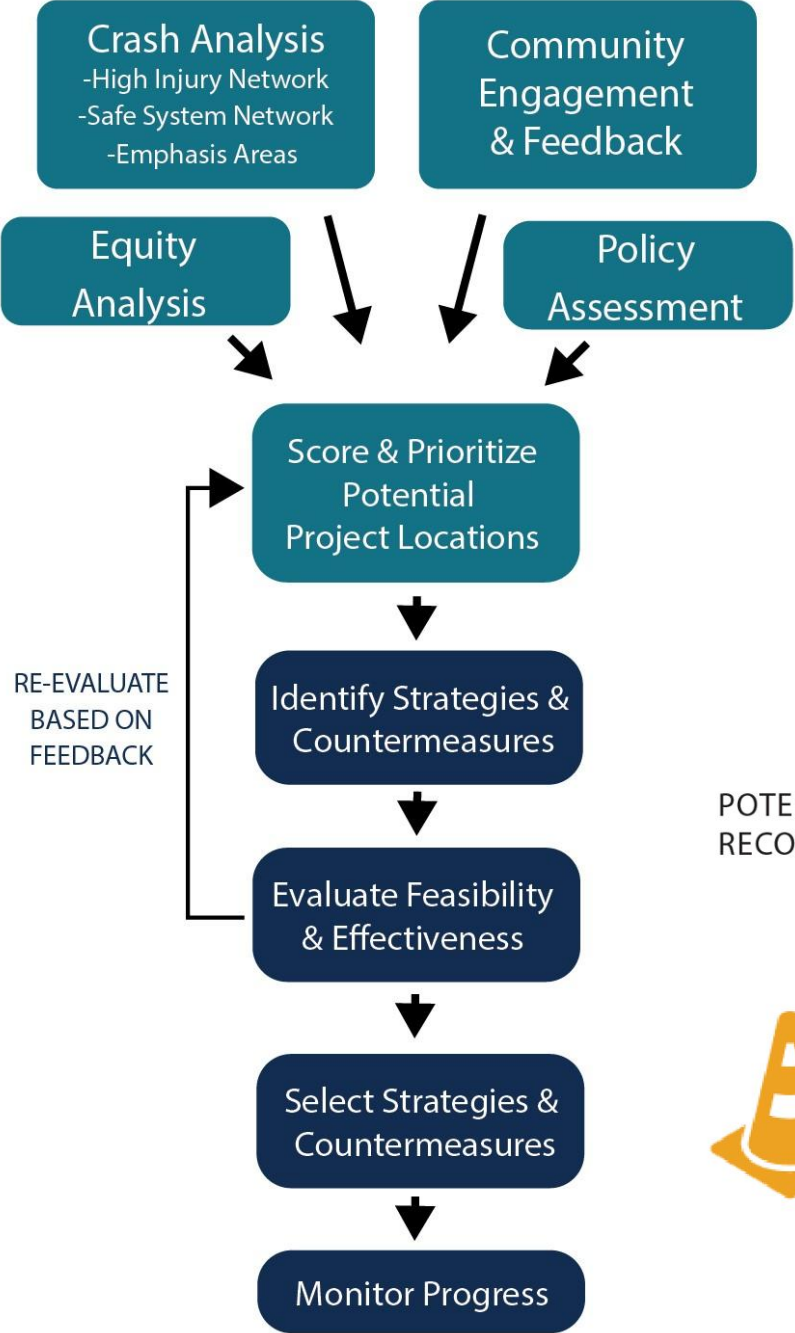 Crash Analysis
-High Injury Network
-Safe System Network
-Emphasis Areas
Community
Engagement
& Feedback
Equity
Analysis
Policy
Assessment
Score & Prioritize
Potential
Project Locations
RE-EVALUATE
BASED ON
FEEDBACK
Identify Strategies &
Countermeasures
POTE
RECO
Evaluate Feasibility
& Effectiveness
Select Strategies &
Countermeasures
Monitor Progress